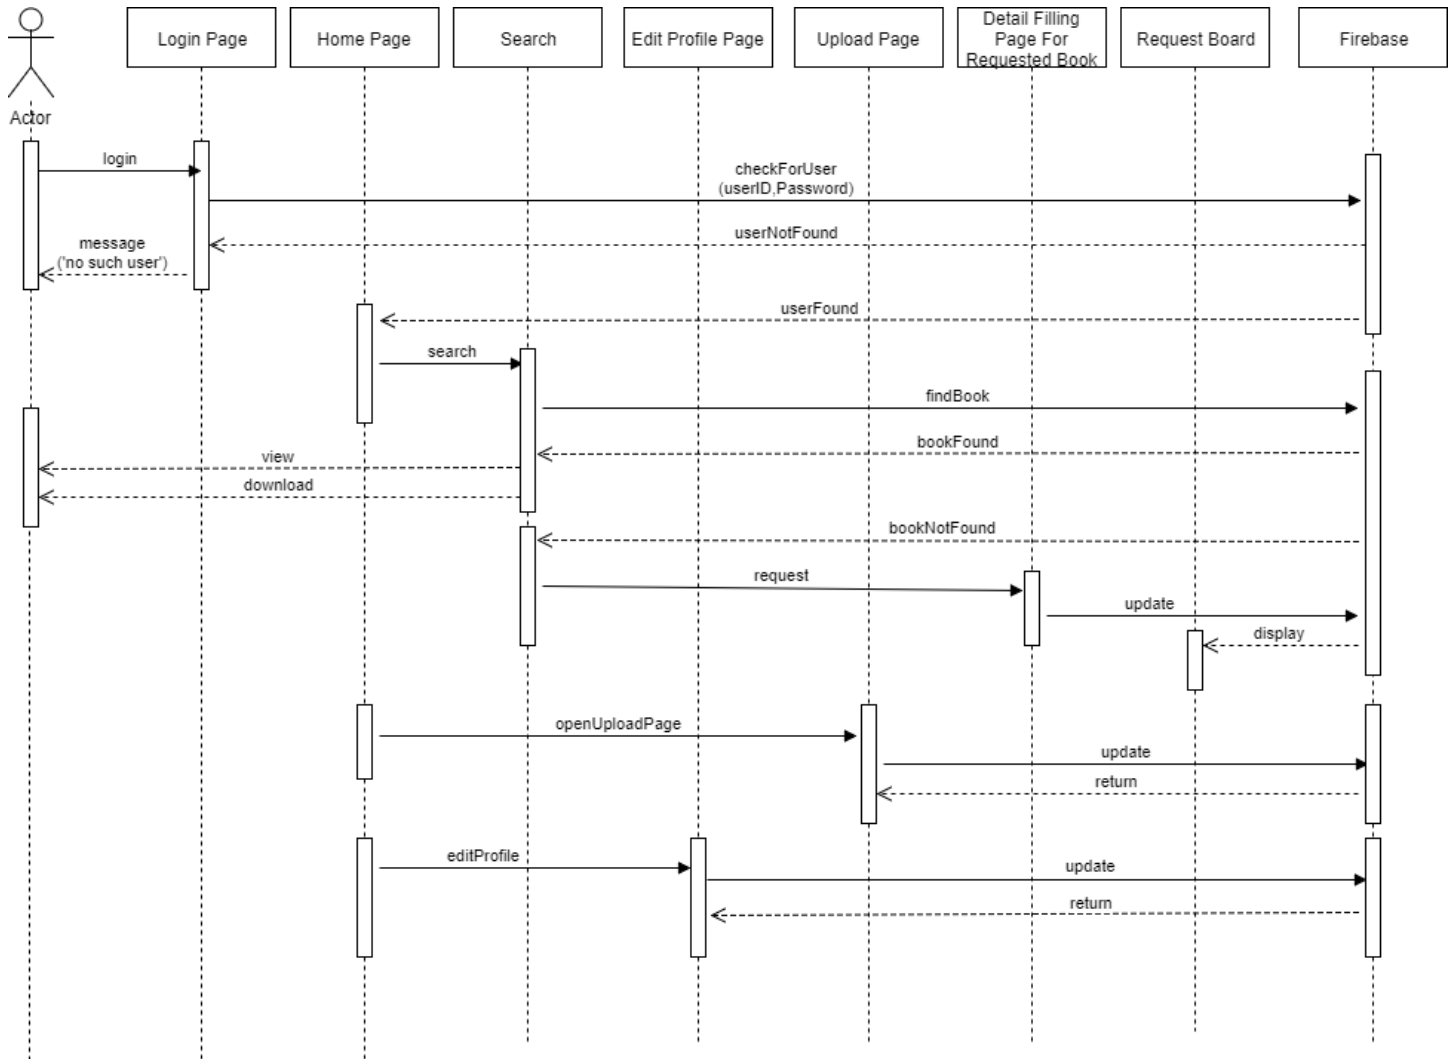 Login Page
Home Page
Search
Edit Profile Page
Upload Page
Detail Filling
Page For
Requested Book
Request Board
Firebase
Actor
login
checkForUser
(userID,Password)
userNotFound
message
('no such user')
userFound
search
findBook
bookFound
view
download
bookNotFound
request
update
display
openUploadPage
update
return
editProfile
update
return